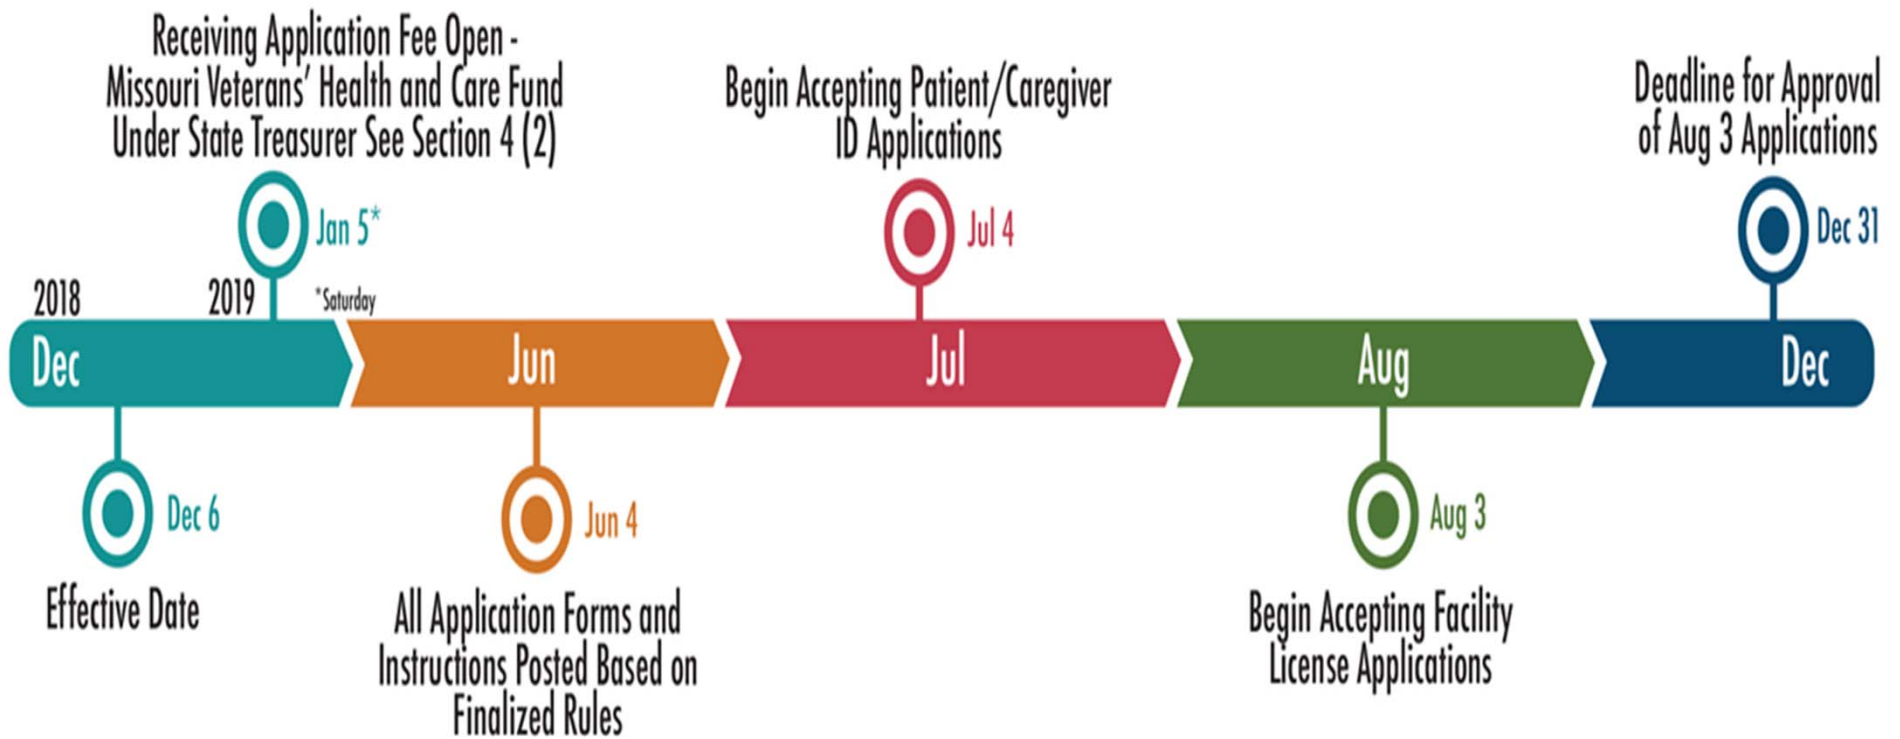 Receiving Application Fee Open -
Missouri Veterans' Health and Care Fund
Under State Treasurer See Section 4 (2)
Jan 5*
Begin Accepting Patient/Caregiver
ID Applications
Jul 4
Deadline for Approval
of Aug 3 Applications
Dec 31
2018
2019
*Saturday
Dec
Jun
Jul
Aug
Dec
Dec 6
Effective Date
Jun 4
All Application Forms and
Instructions Posted Based on
Finalized Rules
Aug 3
Begin Accepting Facility
License Applications